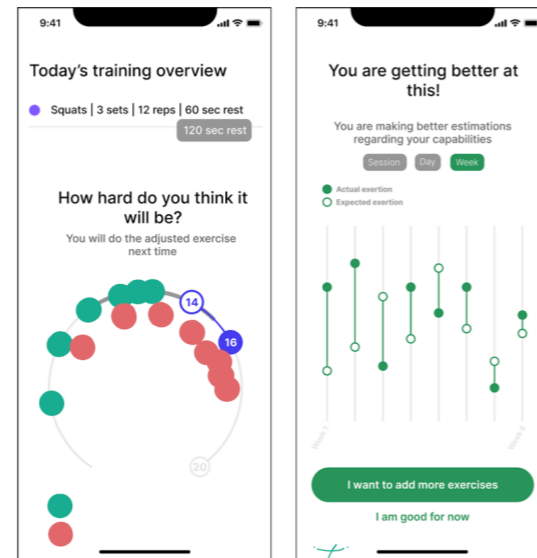 9:41
Today's training overview
Squats | 3 sets | 12 reps | 60 sec rest
120 sec rest
How hard do you think it
will be?
You will do the adjusted exercise
next time
14
16
20
9:41
You are getting better at
this!
You are making better estimations
regarding your capabilities
Session
Day
Week
Actual exertion
Expected exertion
Week 1
Week 8
I want to add more exercises
I am good for now